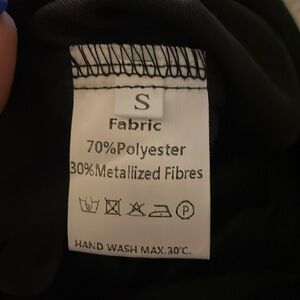 S
Fabric
70%Polyester
30%Metallized Fibres
P
HAND WASH MAX.30°C.